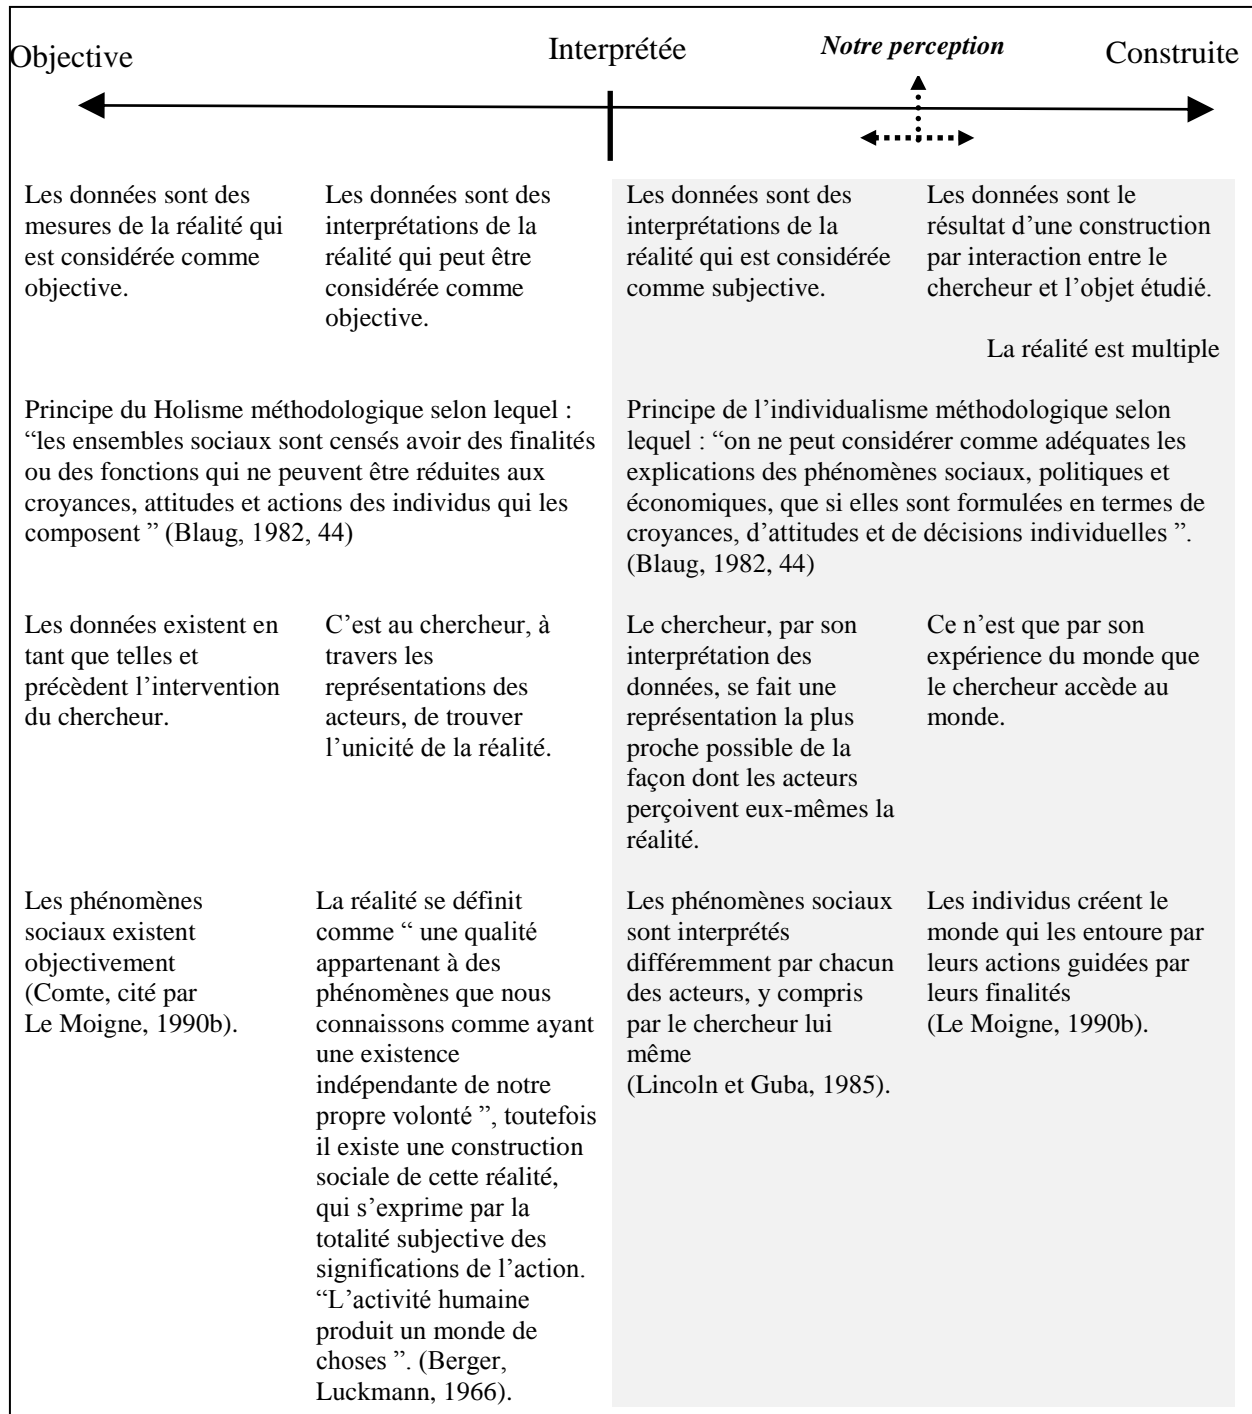 Objective
Interprétée
Notre perception
Construite
Les données sont des
mesures de la réalité qui
est considérée comme
objective.
Les données sont des
interprétations de la
réalité qui peut être
considérée comme
objective.
Les données sont des
interprétations de la
réalité qui est considérée
comme subjective.
Les données sont le
résultat d’une construction
par interaction entre le
chercheur et l’objet étudié.
La réalité est multiple
Principe du Holisme méthodologique selon lequel :
“les ensembles sociaux sont censés avoir des finalités
ou des fonctions qui ne peuvent être réduites aux
croyances, attitudes et actions des individus qui les
composent ” (Blaug, 1982, 44)
Principe de l’individualisme méthodologique selon
lequel : “on ne peut considérer comme adéquates les
explications des phénomènes sociaux, politiques et
économiques, que si elles sont formulées en termes de
croyances, d’attitudes et de décisions individuelles ”.
(Blaug, 1982, 44)
Les données existent en
tant que telles et
précèdent l’intervention
du chercheur.
C’est au chercheur, à
travers les
représentations des
acteurs, de trouver
l’unicité de la réalité.
Le chercheur, par son
interprétation des
données, se fait une
représentation la plus
proche possible de la
façon dont les acteurs
perçoivent eux-mêmes la
réalité.
Ce n’est que par son
expérience du monde que
le chercheur accède au
monde.
Les phénomènes
sociaux existent
objectivement
(Comte, cité par
Le Moigne, 1990b).
La réalité se définit
comme “ une qualité
appartenant à des
phénomènes que nous
connaissons comme ayant
une existence
indépendante de notre
propre volonté ”, toutefois
il existe une construction
sociale de cette réalité,
qui s’exprime par la
totalité subjective des
significations de l’action.
“L’activité humaine
produit un monde de
choses ”. (Berger,
Luckmann, 1966).
Les phénomènes sociaux
sont interprétés
différemment par chacun
des acteurs, y compris
par le chercheur lui
même
(Lincoln et Guba, 1985).
Les individus créent le
monde qui les entoure par
leurs actions guidées par
leurs finalités
(Le Moigne, 1990b).